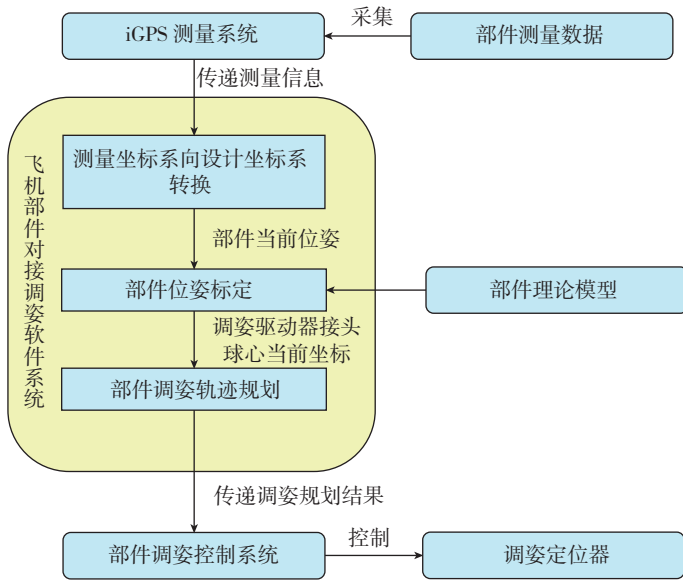 iGPS 测量系统
采集
部件测量数据
传递测量信息
飞机部件对接调姿软件系统
测量坐标系向设计坐标系
转换
部件当前位姿
部件位姿标定
部件理论模型
调姿驱动器接头
球心当前坐标
部件调姿轨迹规划
传递调姿规划结果
部件调姿控制系统
控制
调姿定位器